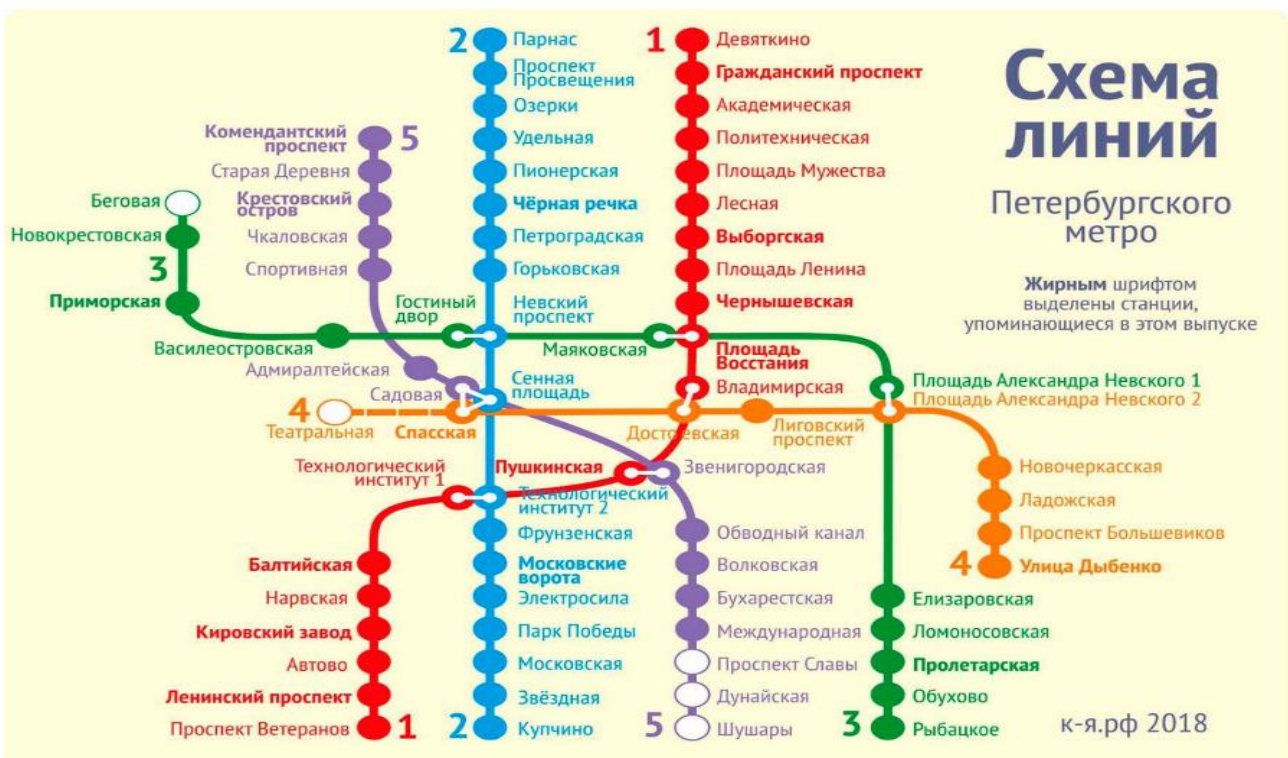 2
Парнас
Проспект
Просвещения
Озерки
Удельная
Пионерская
Чёрная речка
Петроградская
Горьковская
Невский
проспект
Сенная
площадь
Технологический
институт 2
Фрунзенская
Московские
ворота
Электросила
Парк Победы
Московская
Звёздная
2
Купчино
1
Девяткино
Гражданский проспект
Академическая
Политехническая
Площадь Мужества
Лесная
Выборгская
Площадь Ленина
Чернышевская
Площадь
Восстания
Владимирская
Пушкинская
Технологический
институт 1
Балтийская
Нарвская
Кировский завод
Автово
Ленинский проспект
Проспект Ветеранов
1
Комендантский
проспект
5
Старая Деревня
Крестовский
остров
Чкаловская
Спортивная
Адмиралтейская
Садовая
Звенигородская
Обводный канал
Волковская
Бухарестская
Международная
Проспект Славы
Дунайская
5
Шушары
Беговая
Новокрестовская
3
Приморская
Василеостровская
Гостиный
двор
Маяковская
Площадь Александра Невского 1
Елизаровская
Ломоносовская
Пролетарская
Обухово
3
Рыбацкое
4
Театральная
Спасская
Достоевская
Лиговский
проспект
Площадь Александра Невского 2
Новочеркасская
Ладожская
Проспект Большевиков
4
Улица Дыбенко
Схема
линий
Петербургского
метро
Жирным шрифтом
выделены станции,
упоминающиеся в этом выпуске
к-я.рф 2018